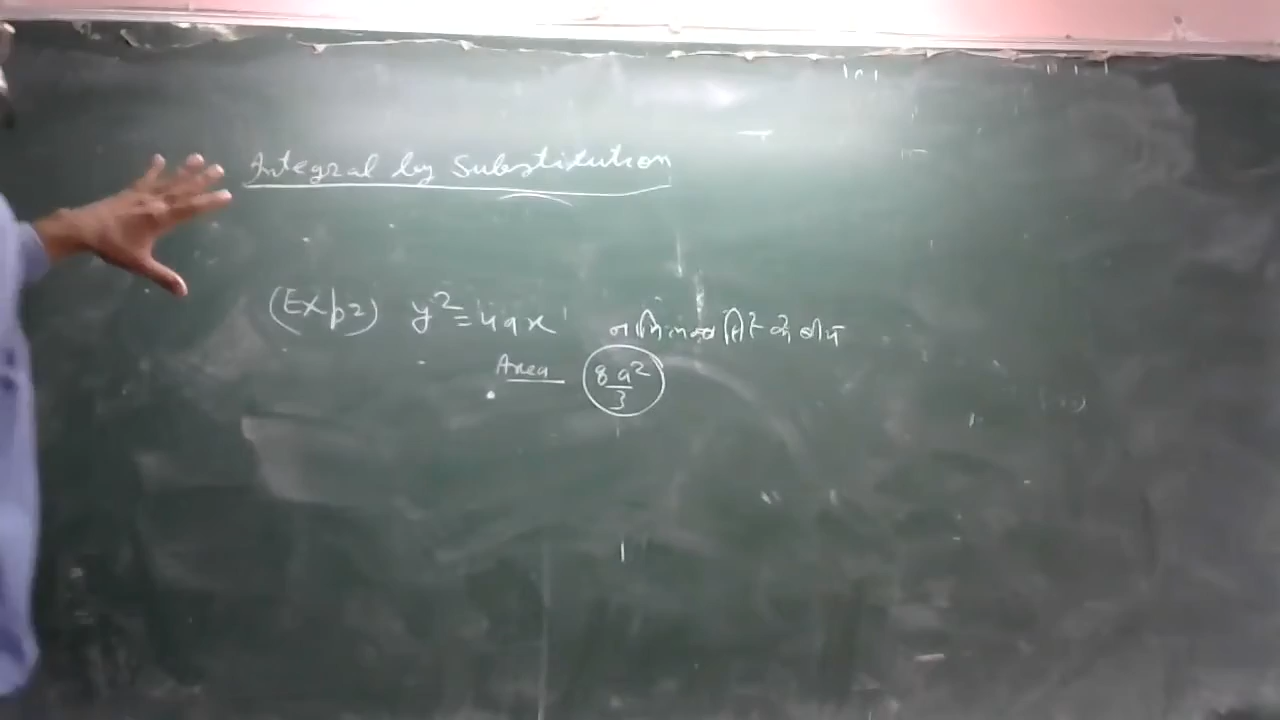 Integral by Substitution
(Exp2) y² = 4ax
Area 8a²/3